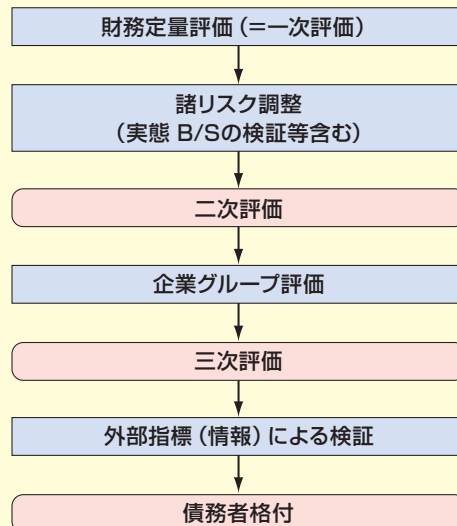 財務定量評価（=一次評価）
諸リスク調整
（実態 B/Sの検証等含む）
二次評価
企業グループ評価
三次評価
外部指標（情報）による検証
債務者格付